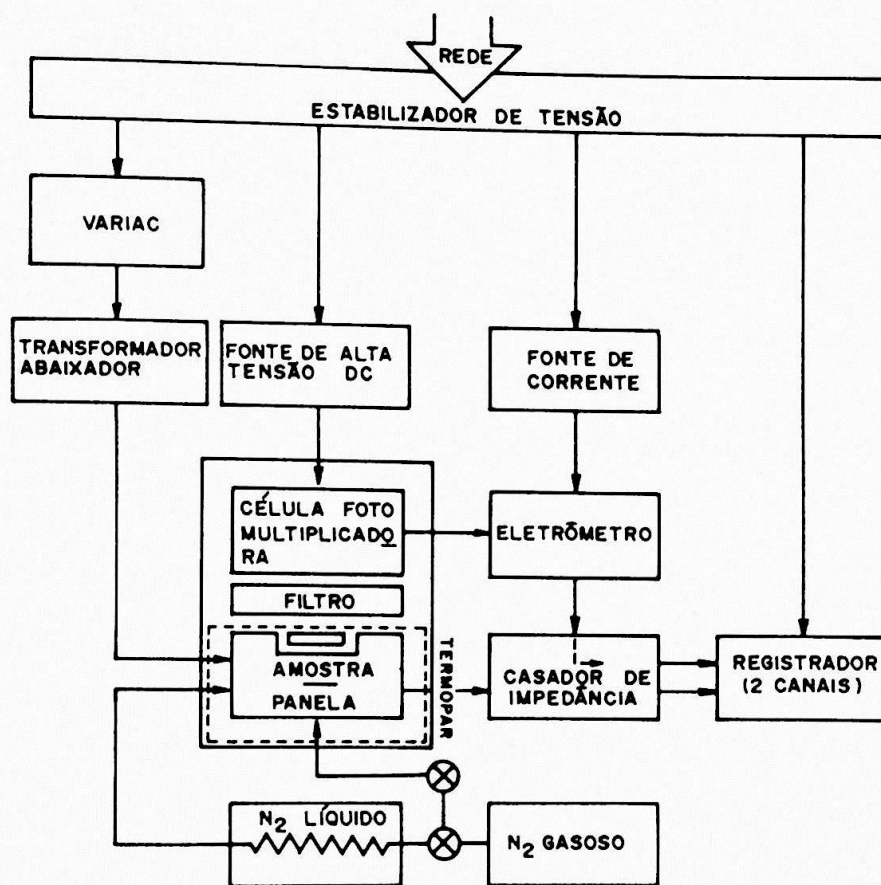 REDE
ESTABILIZADOR DE TENSÃO
VARIAC
TRANSFORMADOR
ABAIXADOR
FONTE DE ALTA
TENSÃO DC
FONTE DE
CORRENTE
CÉLULA FOTO
MULTIPLICADO
RA
ELETRÔMETRO
FILTRO
AMOSTRA
PANELA
TERMOPAR
CASADOR DE
IMPEDÂNCIA
REGISTRADOR
(2 CANAIS)
N2 LÍQUIDO
N2 GASOSO